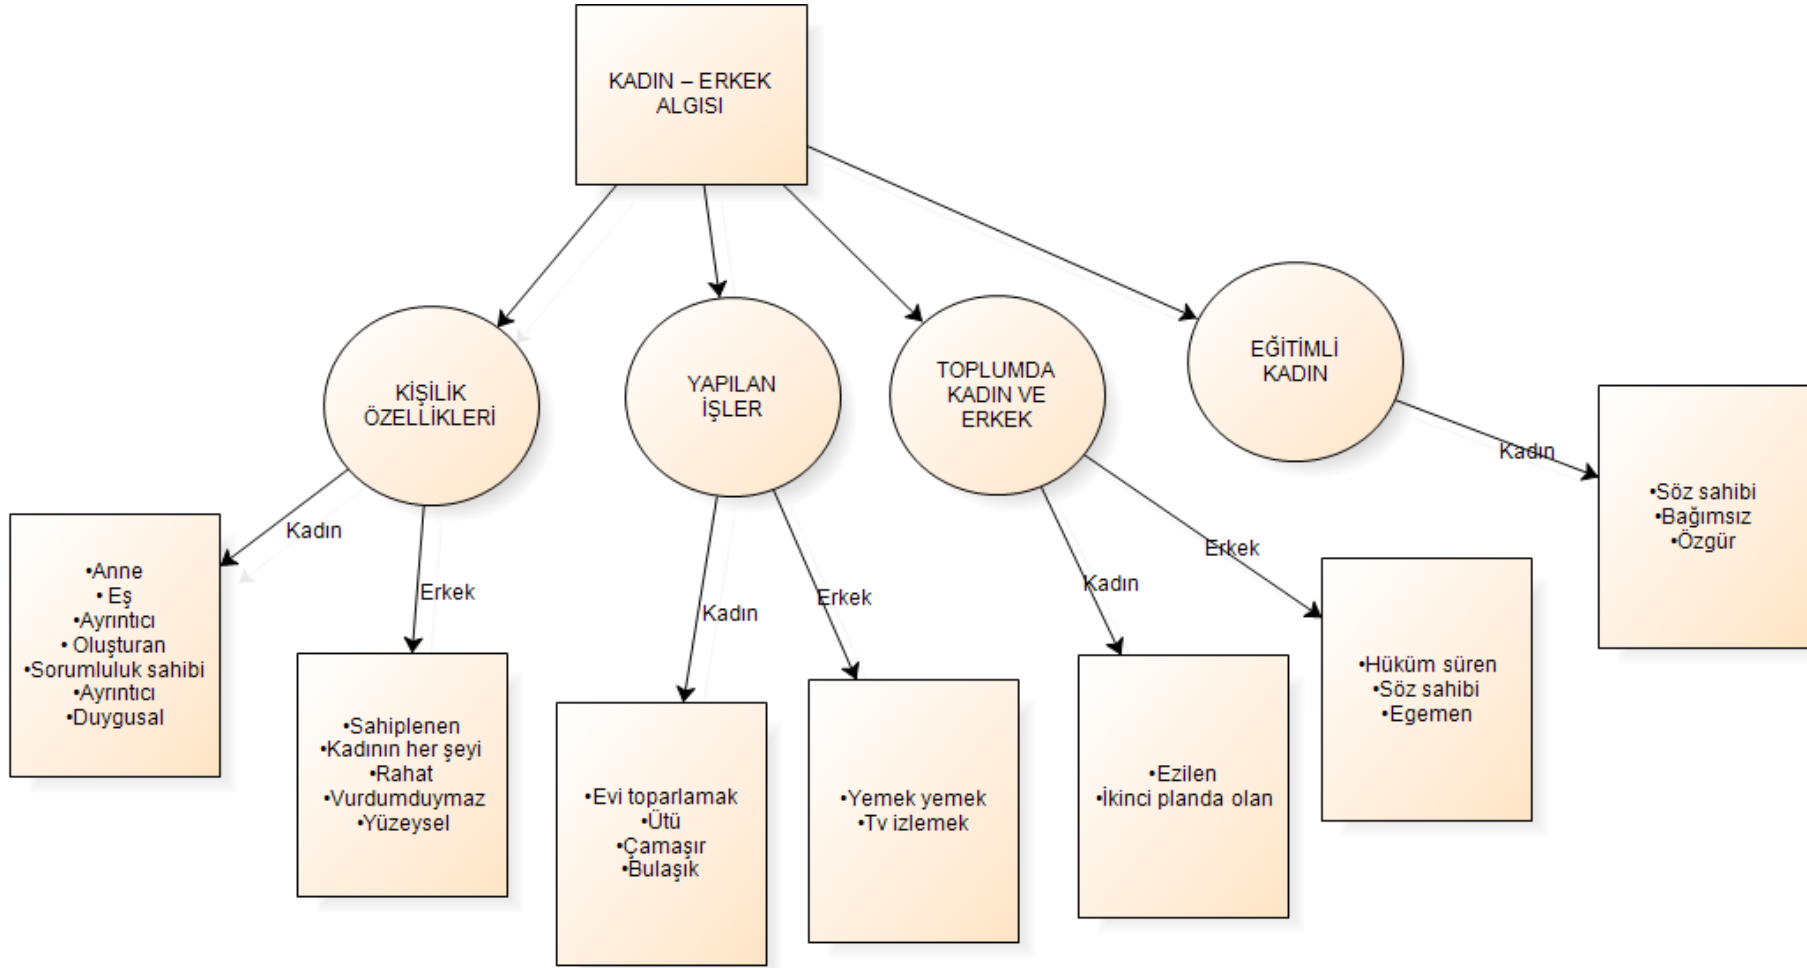 KADIN – ERKEK
ALGISI
KİŞİLİK
ÖZELLİKLERİ
YAPILAN
İŞLER
TOPLUMDA
KADIN VE
ERKEK
EĞİTİMLİ
KADIN
Kadın
•Anne
• Eş
•Ayrıntıcı
• Oluşturan
•Sorumluluk sahibi
•Ayrıntıcı
•Duygusal
Erkek
•Sahiplenen
•Kadının her şeyi
•Rahat
•Vurdumduymaz
•Yüzeysel
Kadın
•Evi toparlamak
•Ütü
•Çamaşır
•Bulaşık
Erkek
•Yemek yemek
•Tv izlemek
Kadın
•Ezilen
•İkinci planda olan
Erkek
•Hüküm süren
•Söz sahibi
•Egemen
Kadın
•Söz sahibi
•Bağımsız
•Özgür